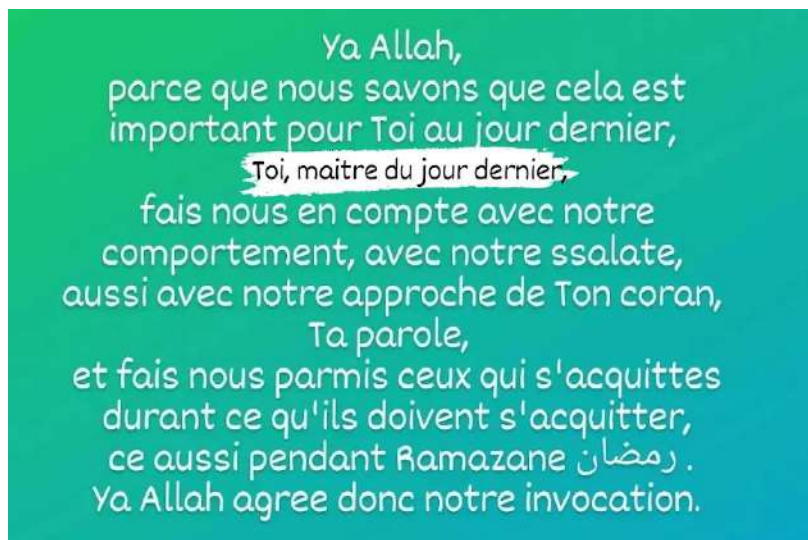 Ya Allah,
parce que nous savons que cela est
important pour Toi au jour dernier,
Toi, maitre du jour dernier,
fais nous en compte avec notre
comportement, avec notre ssalate,
aussi avec notre approche de Ton coran,
Ta parole,
et fais nous parmis ceux qui s'acquittes
durant ce qu'ils doivent s'acquitter,
ce aussi pendant Ramazane رمضان .
Ya Allah agree donc notre invocation.